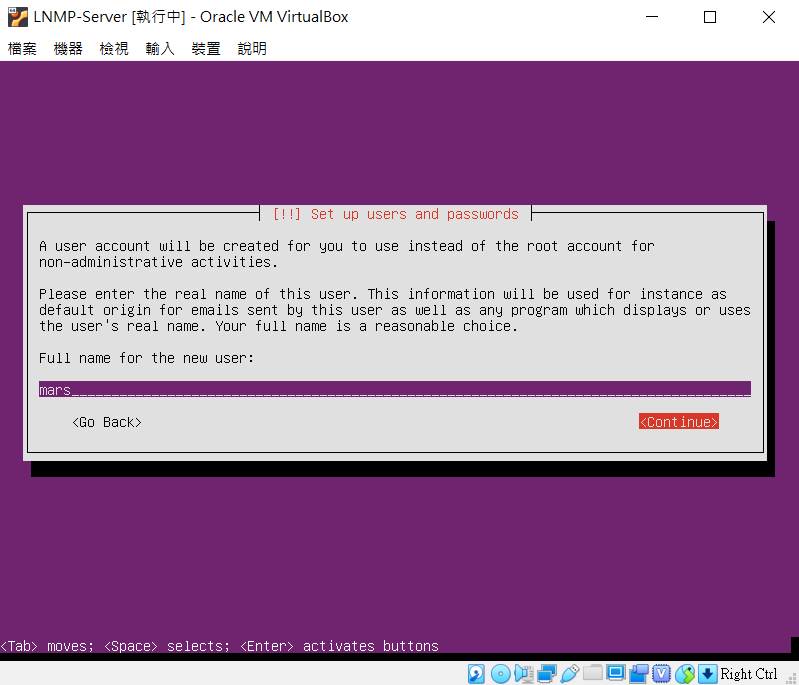 LNMP-Server [執行中] - Oracle VM VirtualBox
檔案 機器 檢視 輸入 裝置 說明
[!!] Set up users and passwords
A user account will be created for you to use instead of the root account for
non-administrative activities.
Please enter the real name of this user. This information will be used for instance as
default origin for emails sent by this user as well as any program which displays or uses
the user's real name. Your full name is a reasonable choice.
Full name for the new user:
mars
<Go Back> <Continue>
<Tab> moves; <Space> selects; <Enter> activates buttons
Right Ctrl